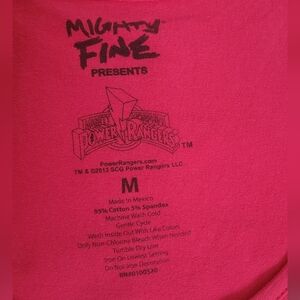 MIGHTY
FINE
PRESENTS
POWER RANGERS TM
PowerRangers.com
TM & ©2013 SCG Power Rangers LLC.
M
Made in Mexico
95% Cotton 5% Spandex
Machine Wash Cold
Gentle Cycle
Wash Inside Out With Like Colors
Only Non-Chlorine Bleach When Needed
Tumble Dry Low
Iron On Lowest Setting
Do Not Iron Decoration